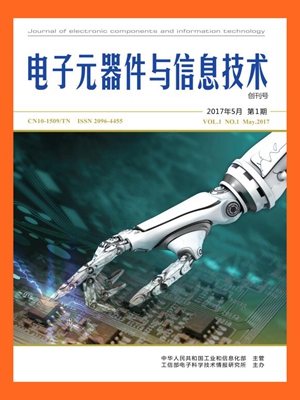 Journal of electronic components and information technology
电子元器件与信息技术
创刊号
2017年5月 第1期
CN10-1509/TN ISSN 2096-4455
VOL.1 NO.1 May.2017
中华人民共和国工业和信息化部 主管
工信部电子科学技术情报研究所 主办